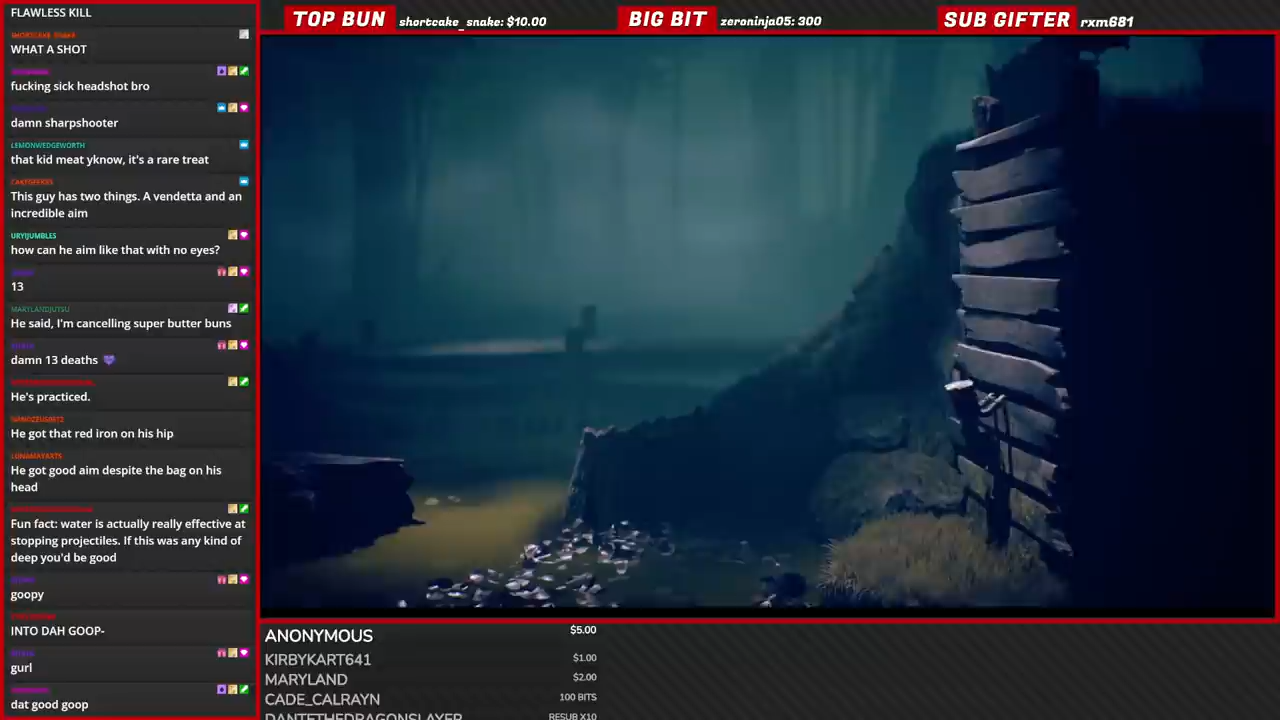 TOP BUN shortcake_snake: $10.00 BIG BIT zeroninja05: 300 SUB GIFTER rxm681
FLAWLESS KILL
WHAT A SHOT
fucking sick headshot bro
damn sharpshooter
LEMONWEDGEWORTH
that kid meat yknow, it's a rare treat
This guy has two things. A vendetta and an
incredible aim
URYIJUMBLES
how can he aim like that with no eyes?
13
MARYLANDJUTSU
He said, I'm cancelling super butter buns
damn 13 deaths 💜
He's practiced.
He got that red iron on his hip
He got good aim despite the bag on his
head
Fun fact: water is actually really effective at
stopping projectiles. If this was any kind of
deep you'd be good
goopy
INTO DAH GOOP-
gurl
dat good goop
ANONYMOUS $5.00
KIRBYKART641 $1.00
MARYLAND $2.00
CADE_CALRAYN 100 BITS
DANTETHEDRAGONSLAYER RESUB X10